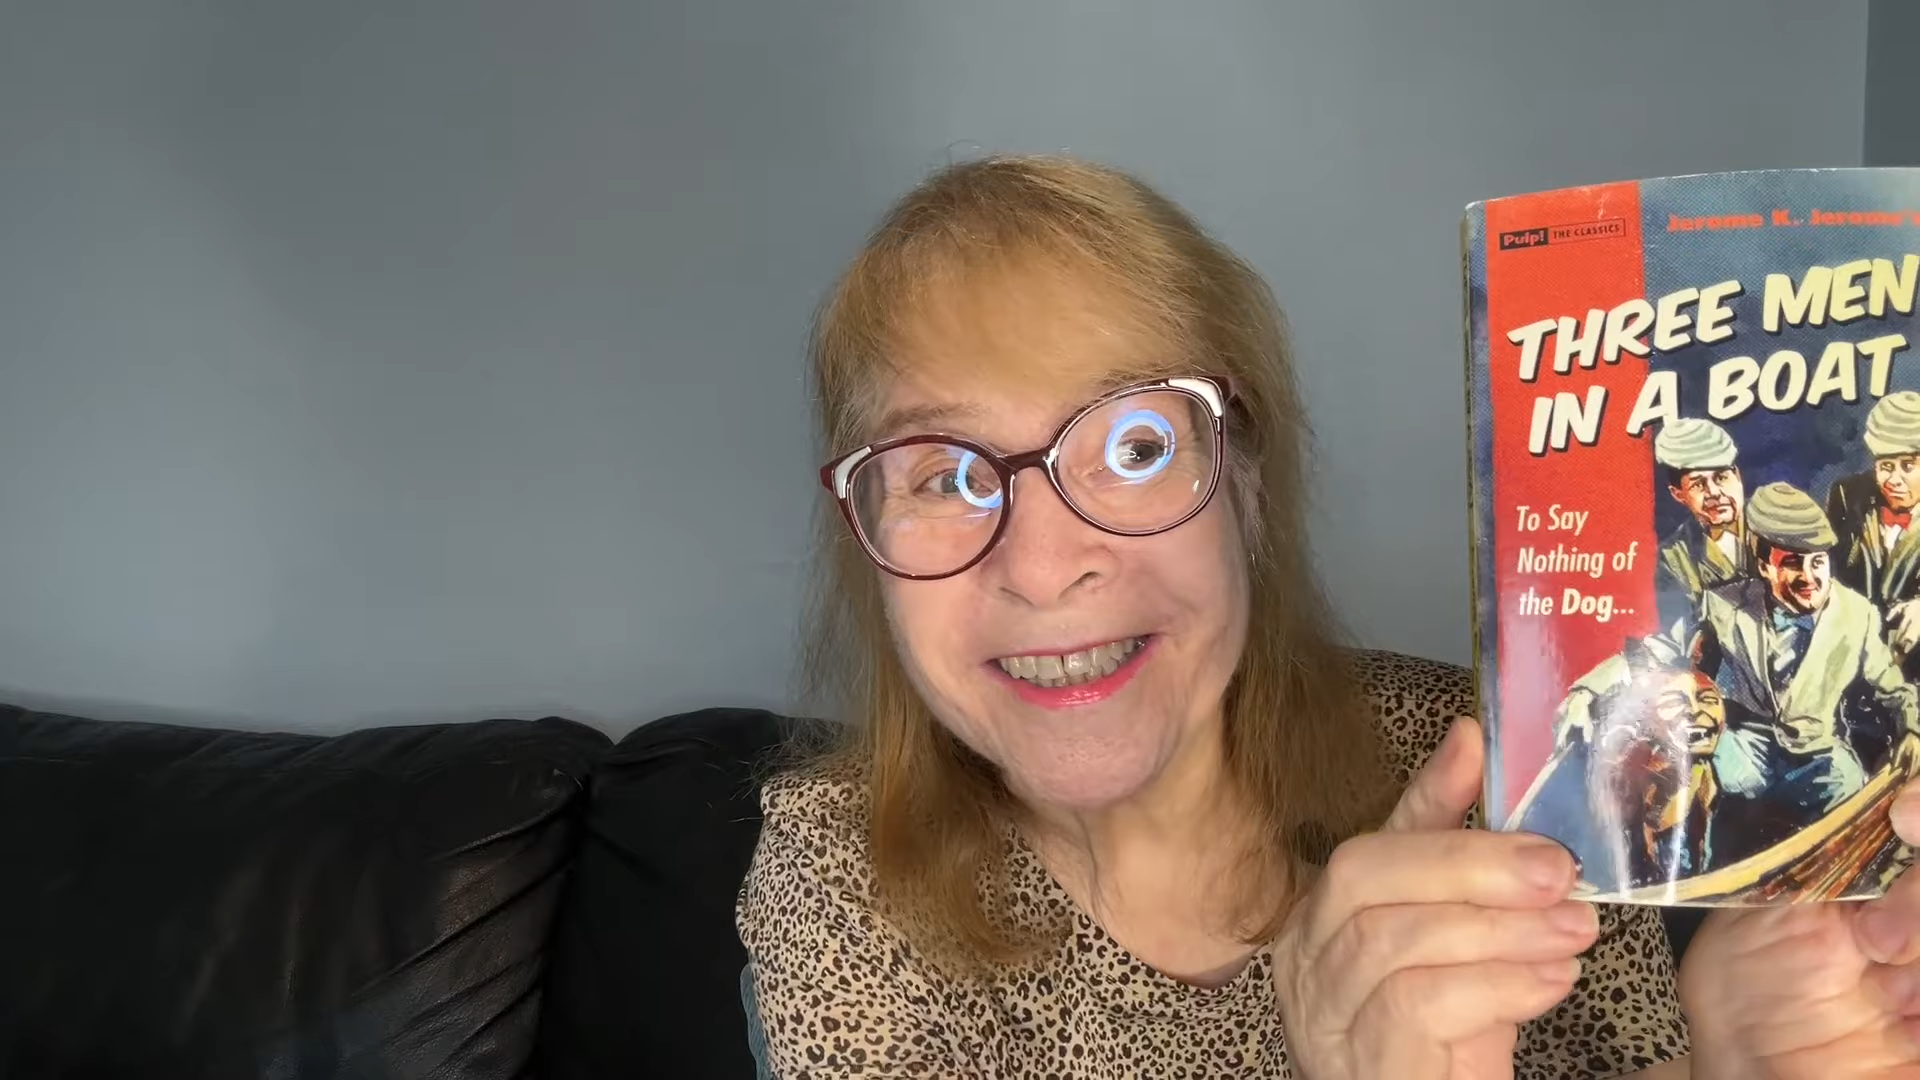 Pulp! THE CLASSICS
Jerome K. Jerome's
THREE MEN
IN A BOAT
To Say
Nothing of
the Dog...